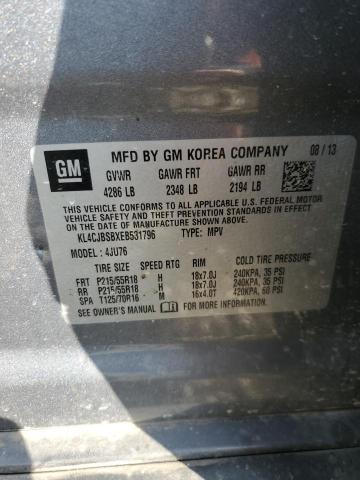 GM
MFD BY GM KOREA COMPANY 08 / 13
GVWR GAWR FRT GAWR RR
4286 LB 2348 LB 2194 LB
THIS VEHICLE CONFORMS TO ALL APPLICABLE U.S. FEDERAL MOTOR
VEHICLE SAFETY AND THEFT PREVENTION STANDARDS IN EFFECT ON
THE DATE OF MANUFACTURE SHOWN ABOVE.
KL4CJBSBXEB531796 TYPE: MPV
MODEL: 4JU76
TIRE SIZE SPEED RTG RIM COLD TIRE PRESSURE
FRT P215/55R18 H 18x7.0J 240KPA, 35 PSI
RR P215/55R18 H 18x7.0J 240KPA, 35 PSI
SPA T125/70R16 M 16x4.0T 420KPA, 60 PSI
SEE OWNER'S MANUAL FOR MORE INFORMATION.